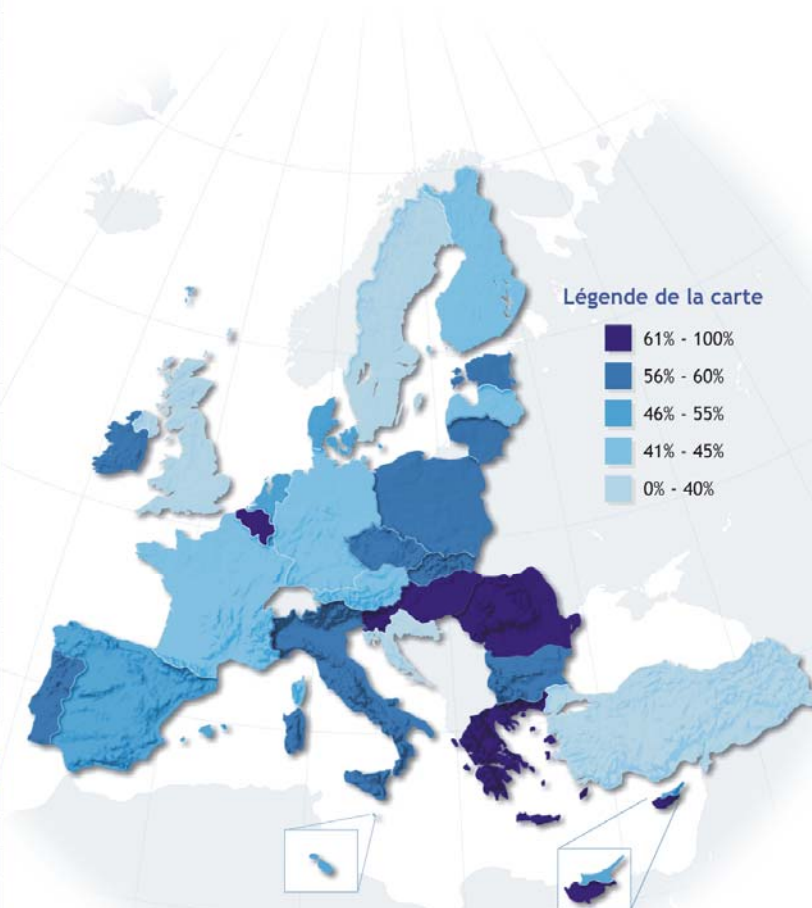 Légende de la carte
61% - 100%
56% - 60%
46% - 55%
41% - 45%
0% - 40%